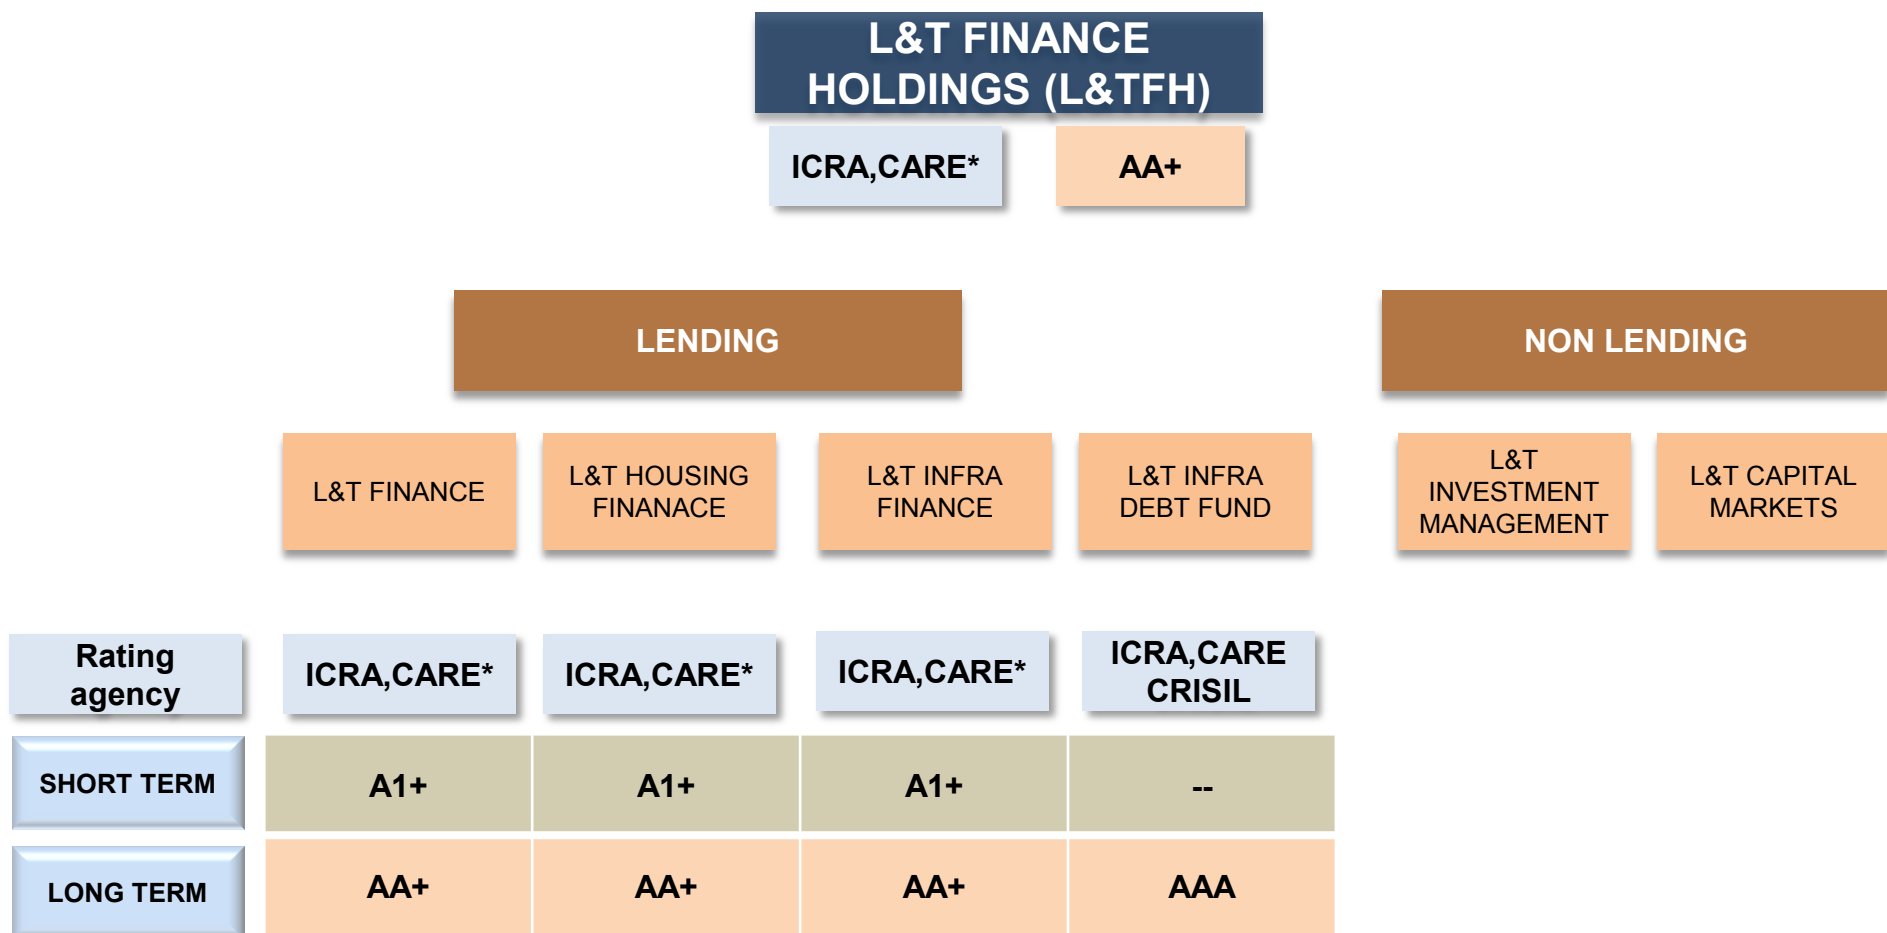 L&T FINANCE
HOLDINGS (L&TFH)
ICRA,CARE*
AA+
LENDING
NON LENDING
L&T FINANCE
L&T HOUSING
FINANACE
L&T INFRA
FINANCE
L&T INFRA
DEBT FUND
L&T
INVESTMENT
MANAGEMENT
L&T CAPITAL
MARKETS
Rating
agency
ICRA,CARE*
ICRA,CARE*
ICRA,CARE*
ICRA,CARE
CRISIL
SHORT TERM
A1+
A1+
A1+
--
LONG TERM
AA+
AA+
AA+
AAA